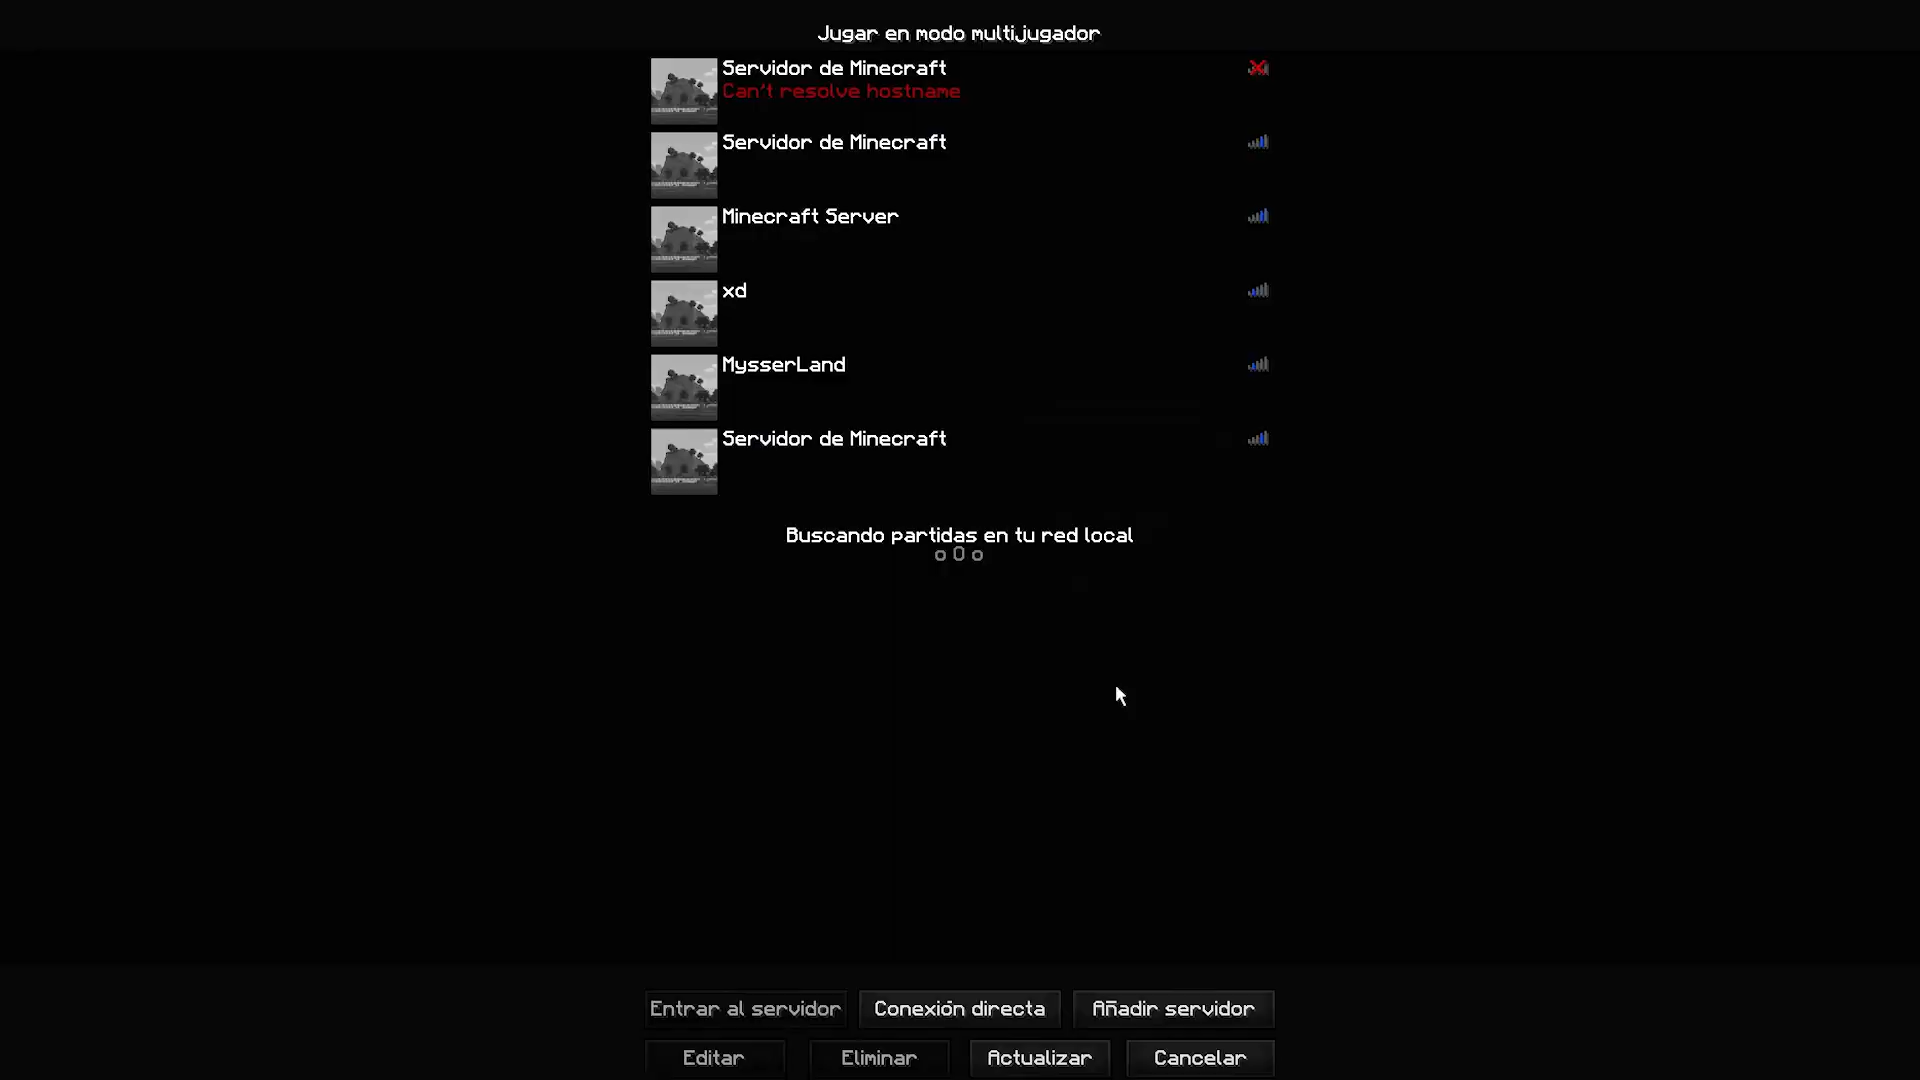 Jugar en modo multijugador
Servidor de Minecraft
Can't resolve hostname
Servidor de Minecraft
Minecraft Server
xd
MysserLand
Servidor de Minecraft
Buscando partidas en tu red local
o O o
Entrar al servidor
Conexión directa
Añadir servidor
Editar
Eliminar
Actualizar
Cancelar